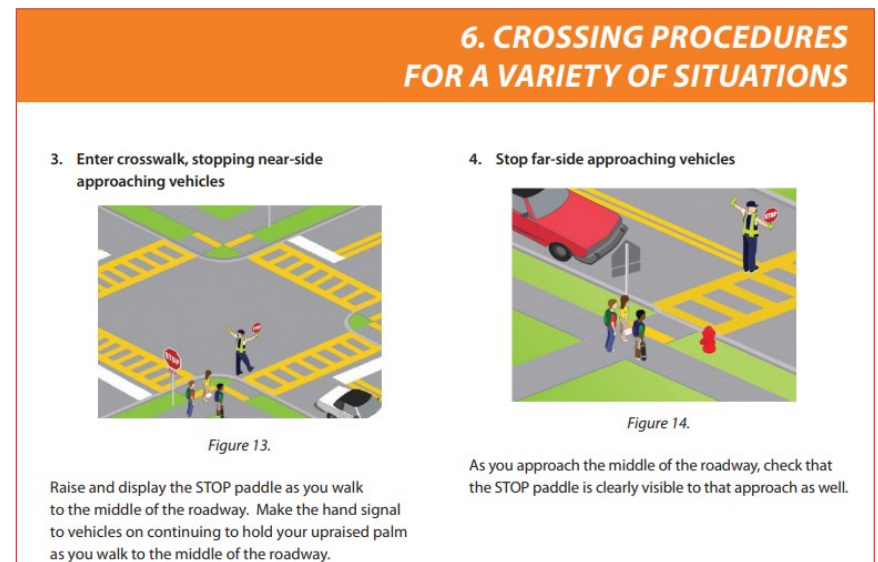 6. CROSSING PROCEDURES
FOR A VARIETY OF SITUATIONS
3. Enter crosswalk, stopping near-side
approaching vehicles
STOP
STOP
Figure 13.
Raise and display the STOP paddle as you walk
to the middle of the roadway. Make the hand signal
to vehicles on continuing to hold your upraised palm
as you walk to the middle of the roadway.
4. Stop far-side approaching vehicles
STOP
Figure 14.
As you approach the middle of the roadway, check that
the STOP paddle is clearly visible to that approach as well.